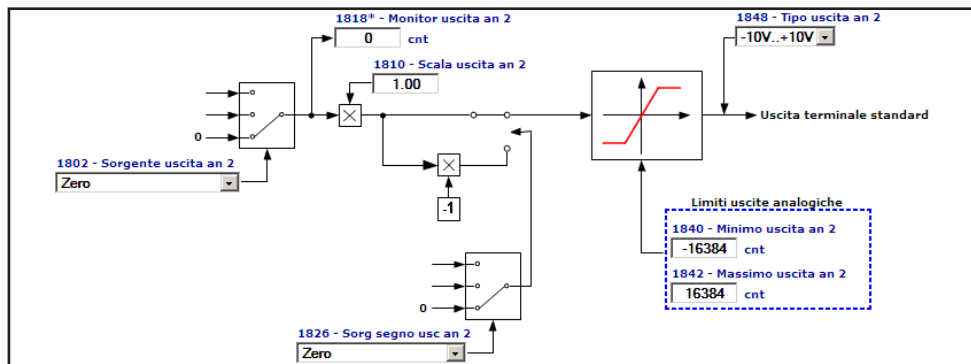 1818* - Monitor uscita an 2
0 cnt
1848 - Tipo uscita an 2
-10V..+10V
1810 - Scala uscita an 2
1.00
0
1802 - Sorgente uscita an 2
Zero
-1
Uscita terminale standard
Limiti uscite analogiche
1840 - Minimo uscita an 2
-16384 cnt
1842 - Massimo uscita an 2
16384 cnt
0
1826 - Sorg segno usc an 2
Zero